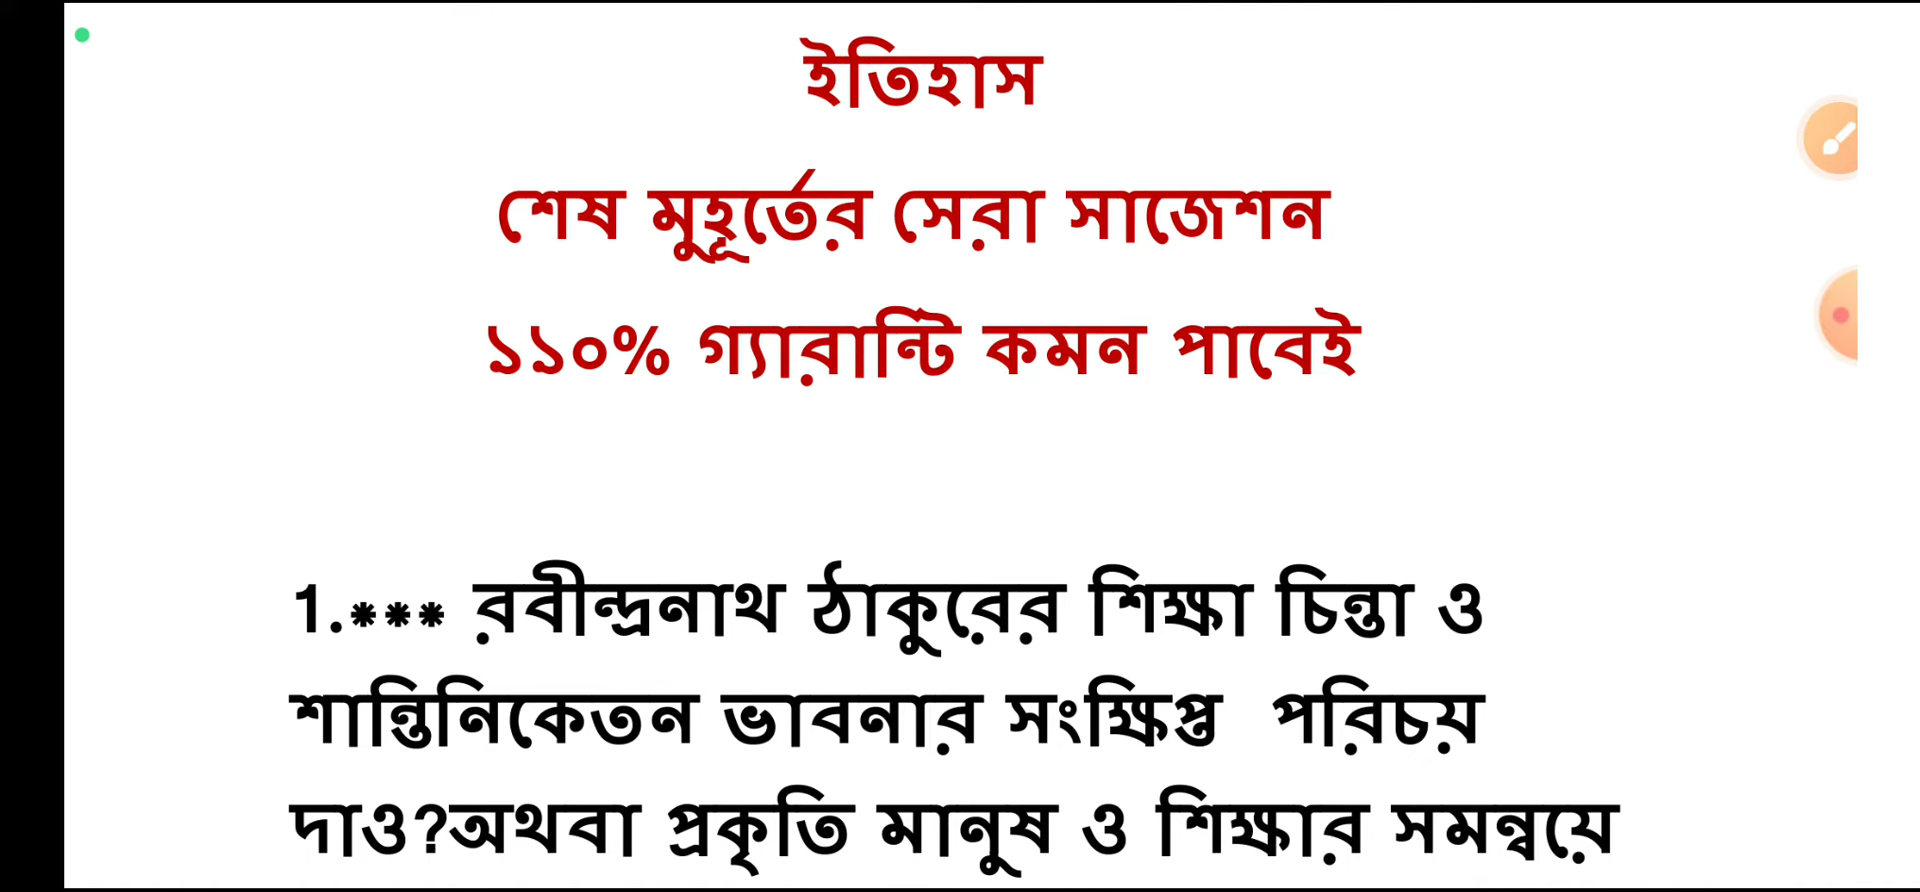 ইতিহাস
শেষ মুহূর্তের সেরা সাজেশন
১১০% গ্যারান্টি কমন পাবেই
1.*** রবীন্দ্রনাথ ঠাকুরের শিক্ষা চিন্তা ও
শান্তিনিকেতন ভাবনার সংক্ষিপ্ত পরিচয়
দাও?অথবা প্রকৃতি মানুষ ও শিক্ষার সমন্বয়ে